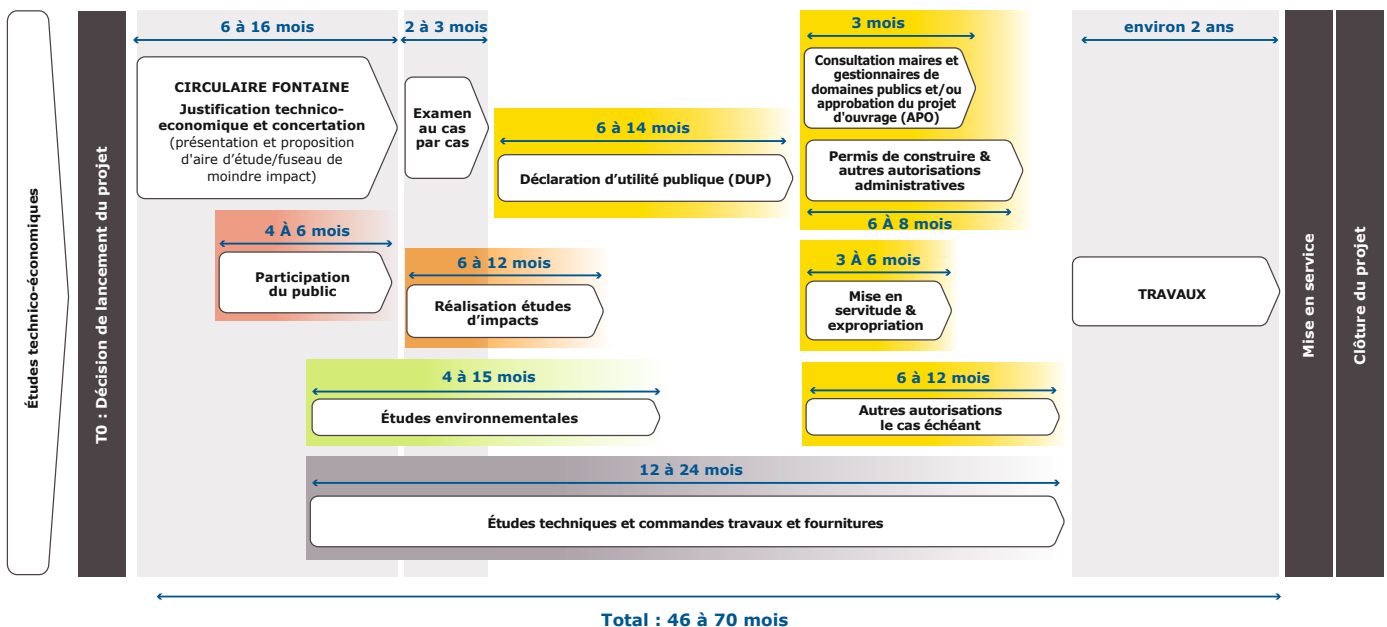 Études technico-économiques
T0 : Décision de lancement du projet
6 à 16 mois
CIRCULAIRE FONTAINE
Justification technico-
economique et concertation
(présentation et proposition
d'aire d'étude/fuseau de
moindre impact)
4 À 6 mois
Participation
du public
2 à 3 mois
Examen
au cas
par cas
6 à 12 mois
Réalisation études
d'impacts
4 à 15 mois
Études environnementales
12 à 24 mois
Études techniques et commandes travaux et fournitures
6 à 14 mois
Déclaration d'utilité publique (DUP)
3 mois
Consultation maires et
gestionnaires de
domaines publics et/ou
approbation du projet
d'ouvrage (APO)
Permis de construire &
autres autorisations
administratives
6 À 8 mois
3 À 6 mois
Mise en
servitude &
expropriation
6 à 12 mois
Autres autorisations
le cas échéant
environ 2 ans
TRAVAUX
Mise en service
Clôture du projet
Total : 46 à 70 mois